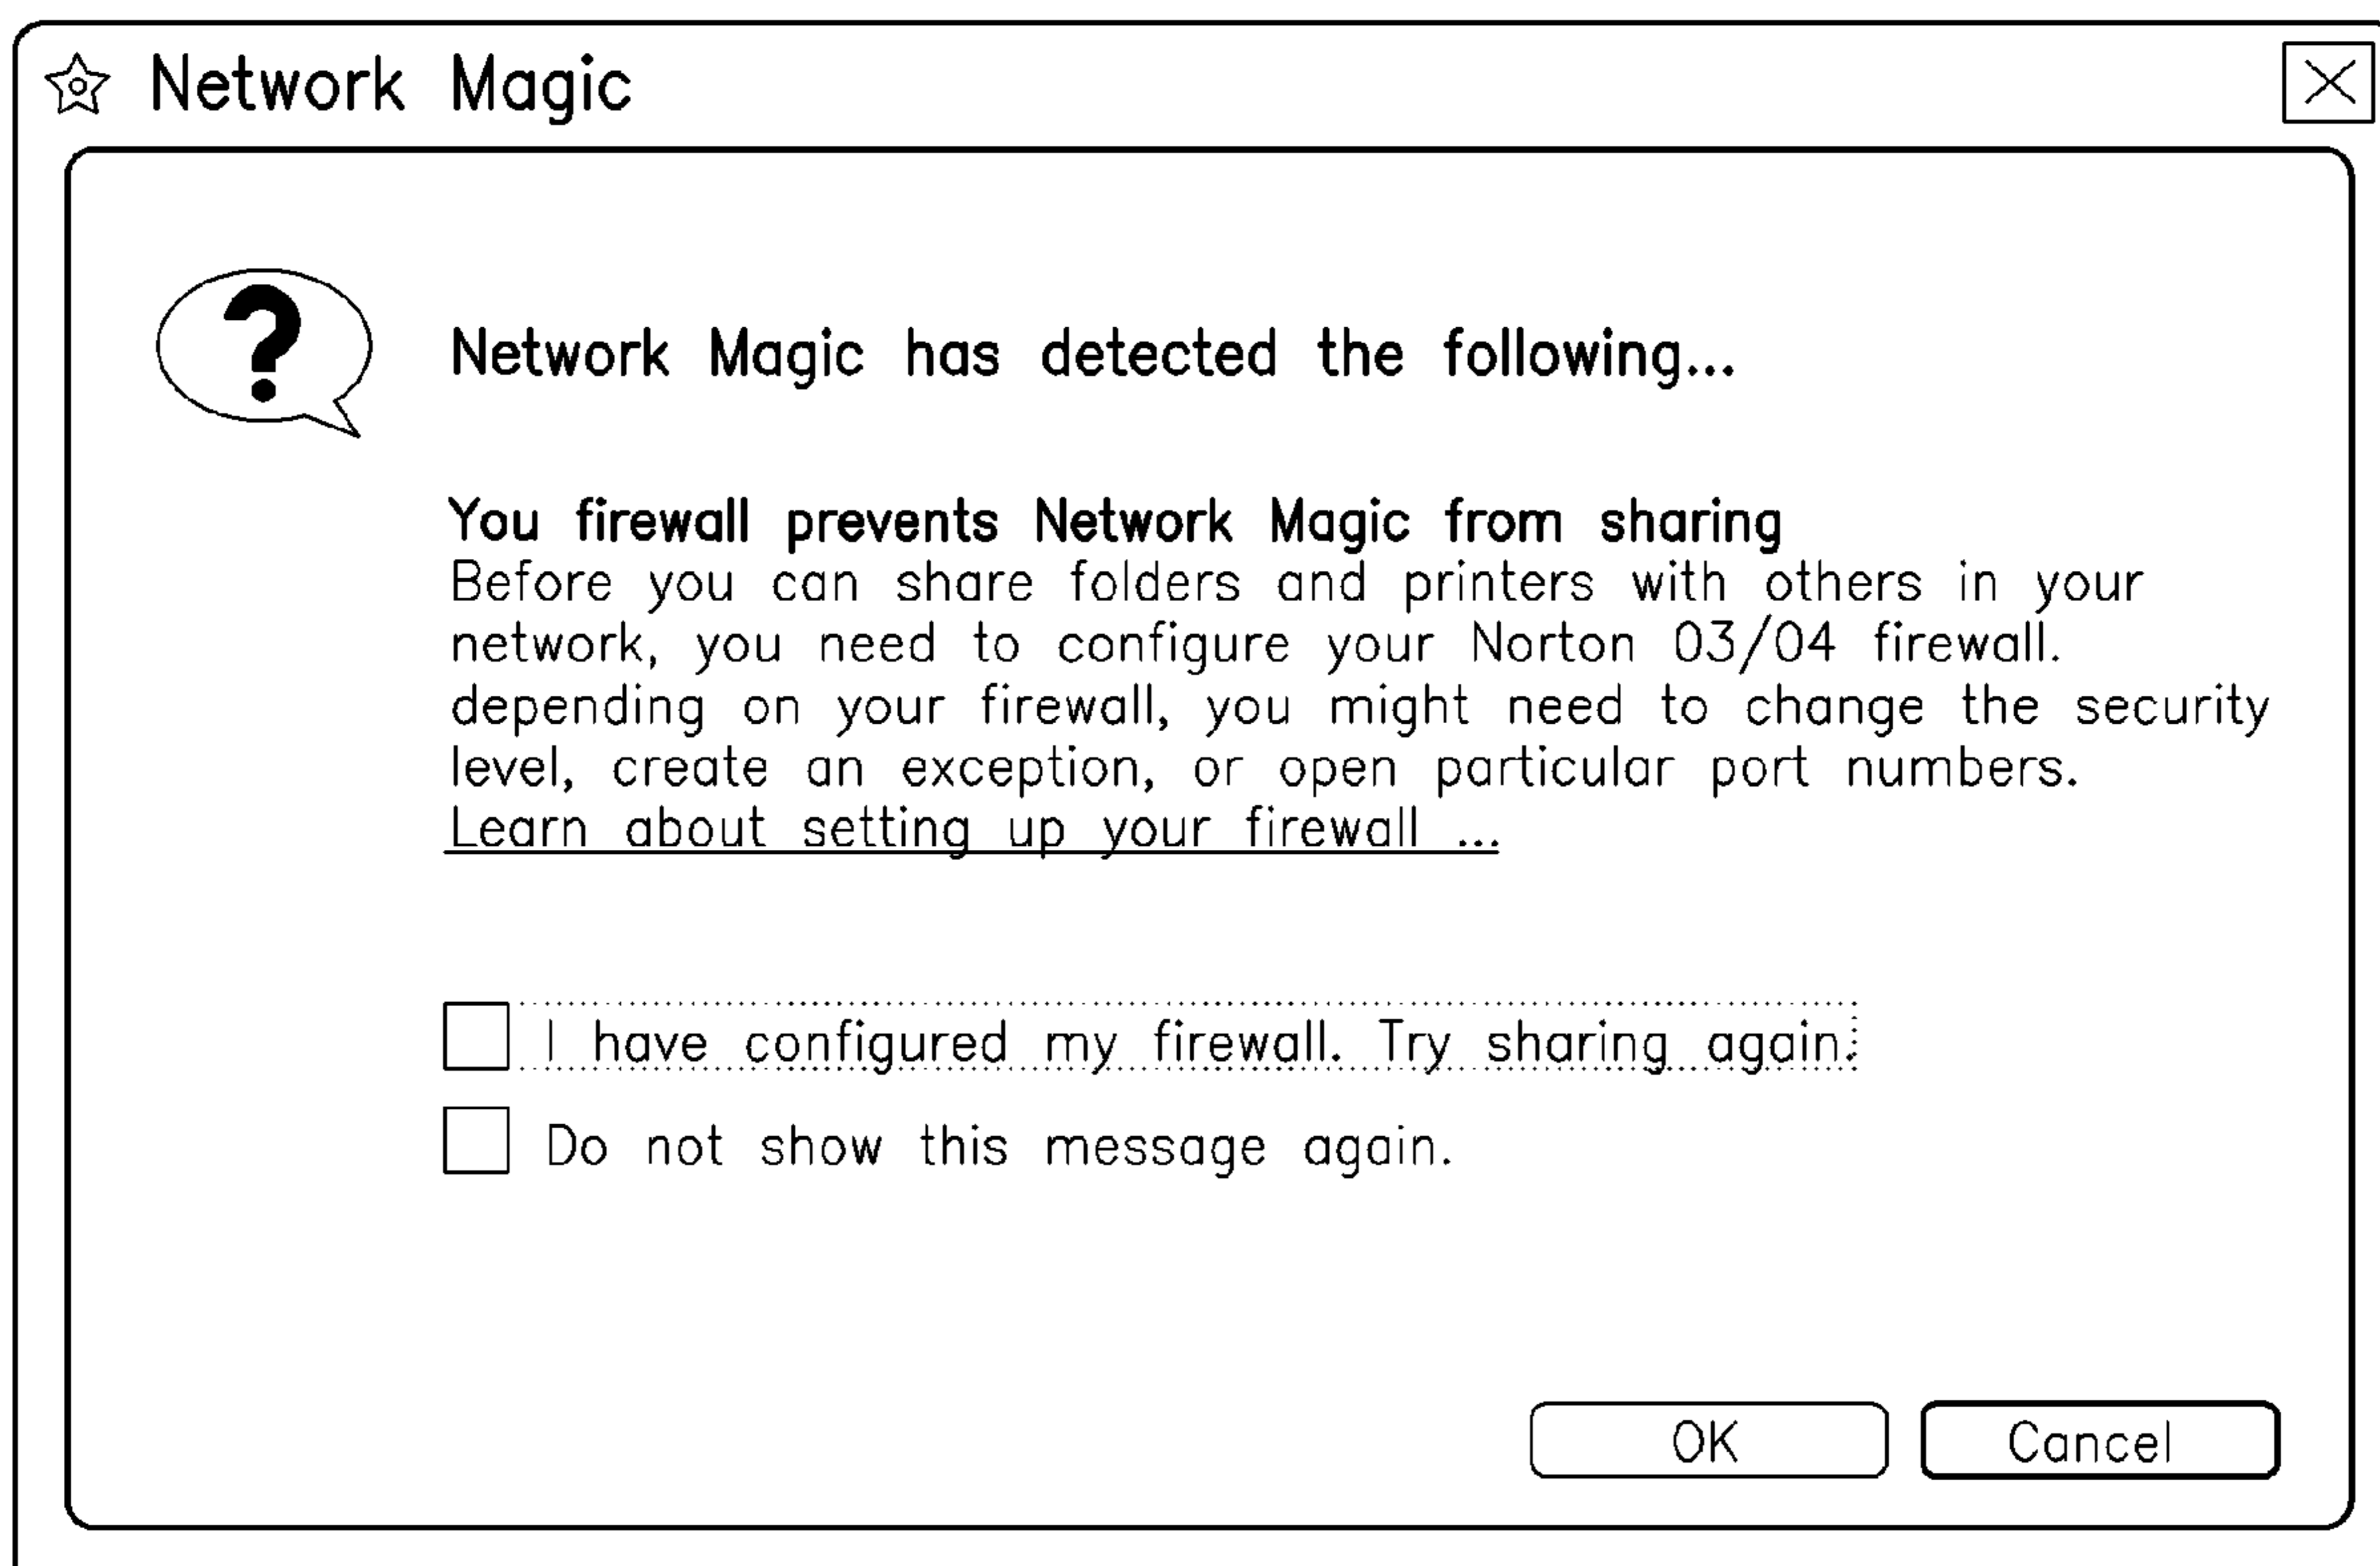 Network Magic
Network Magic has detected the following...
You firewall prevents Network Magic from sharing
Before you can share folders and printers with others in your
network, you need to configure your Norton 03/04 firewall.
depending on your firewall, you might need to change the security
level, create an exception, or open particular port numbers.
Learn about setting up your firewall ...
I have configured my firewall. Try sharing again.
Do not show this message again.
OK Cancel